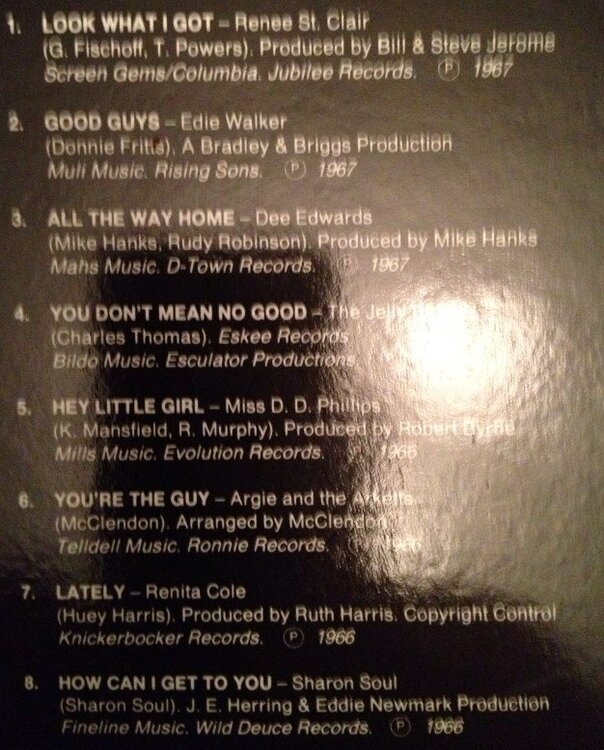 1. LOOK WHAT I GOT – Renee St. Clair
(G. Fischoff, T. Powers). Produced by Bill & Steve Jerome
Screen Gems/Columbia. Jubilee Records. Ⓟ 1967
2. GOOD GUYS – Edie Walker
(Donnie Fritts). A Bradley & Briggs Production
Muli Music. Rising Sons. Ⓟ 1967
3. ALL THE WAY HOME – Dee Edwards
(Mike Hanks, Rudy Robinson). Produced by Mike Hanks
Mahs Music. D-Town Records. Ⓟ 1967
4. YOU DON'T MEAN NO GOOD – The Jelly
(Charles Thomas). Eskee Records
Bildo Music. Esculator Productions
5. HEY LITTLE GIRL – Miss D. D. Phillips
(K. Mansfield, R. Murphy). Produced by Robert Byrne
Mills Music. Evolution Records. Ⓟ 1966
6. YOU'RE THE GUY – Argie and the Arketts
(McClendon). Arranged by McClendon
Telldell Music. Ronnie Records. Ⓟ
7. LATELY – Renita Cole
(Huey Harris). Produced by Ruth Harris. Copyright Control
Knickerbocker Records. Ⓟ 1966
8. HOW CAN I GET TO YOU – Sharon Soul
(Sharon Soul). J. E. Herring & Eddie Newmark Production
Fineline Music. Wild Deuce Records. Ⓟ 1966